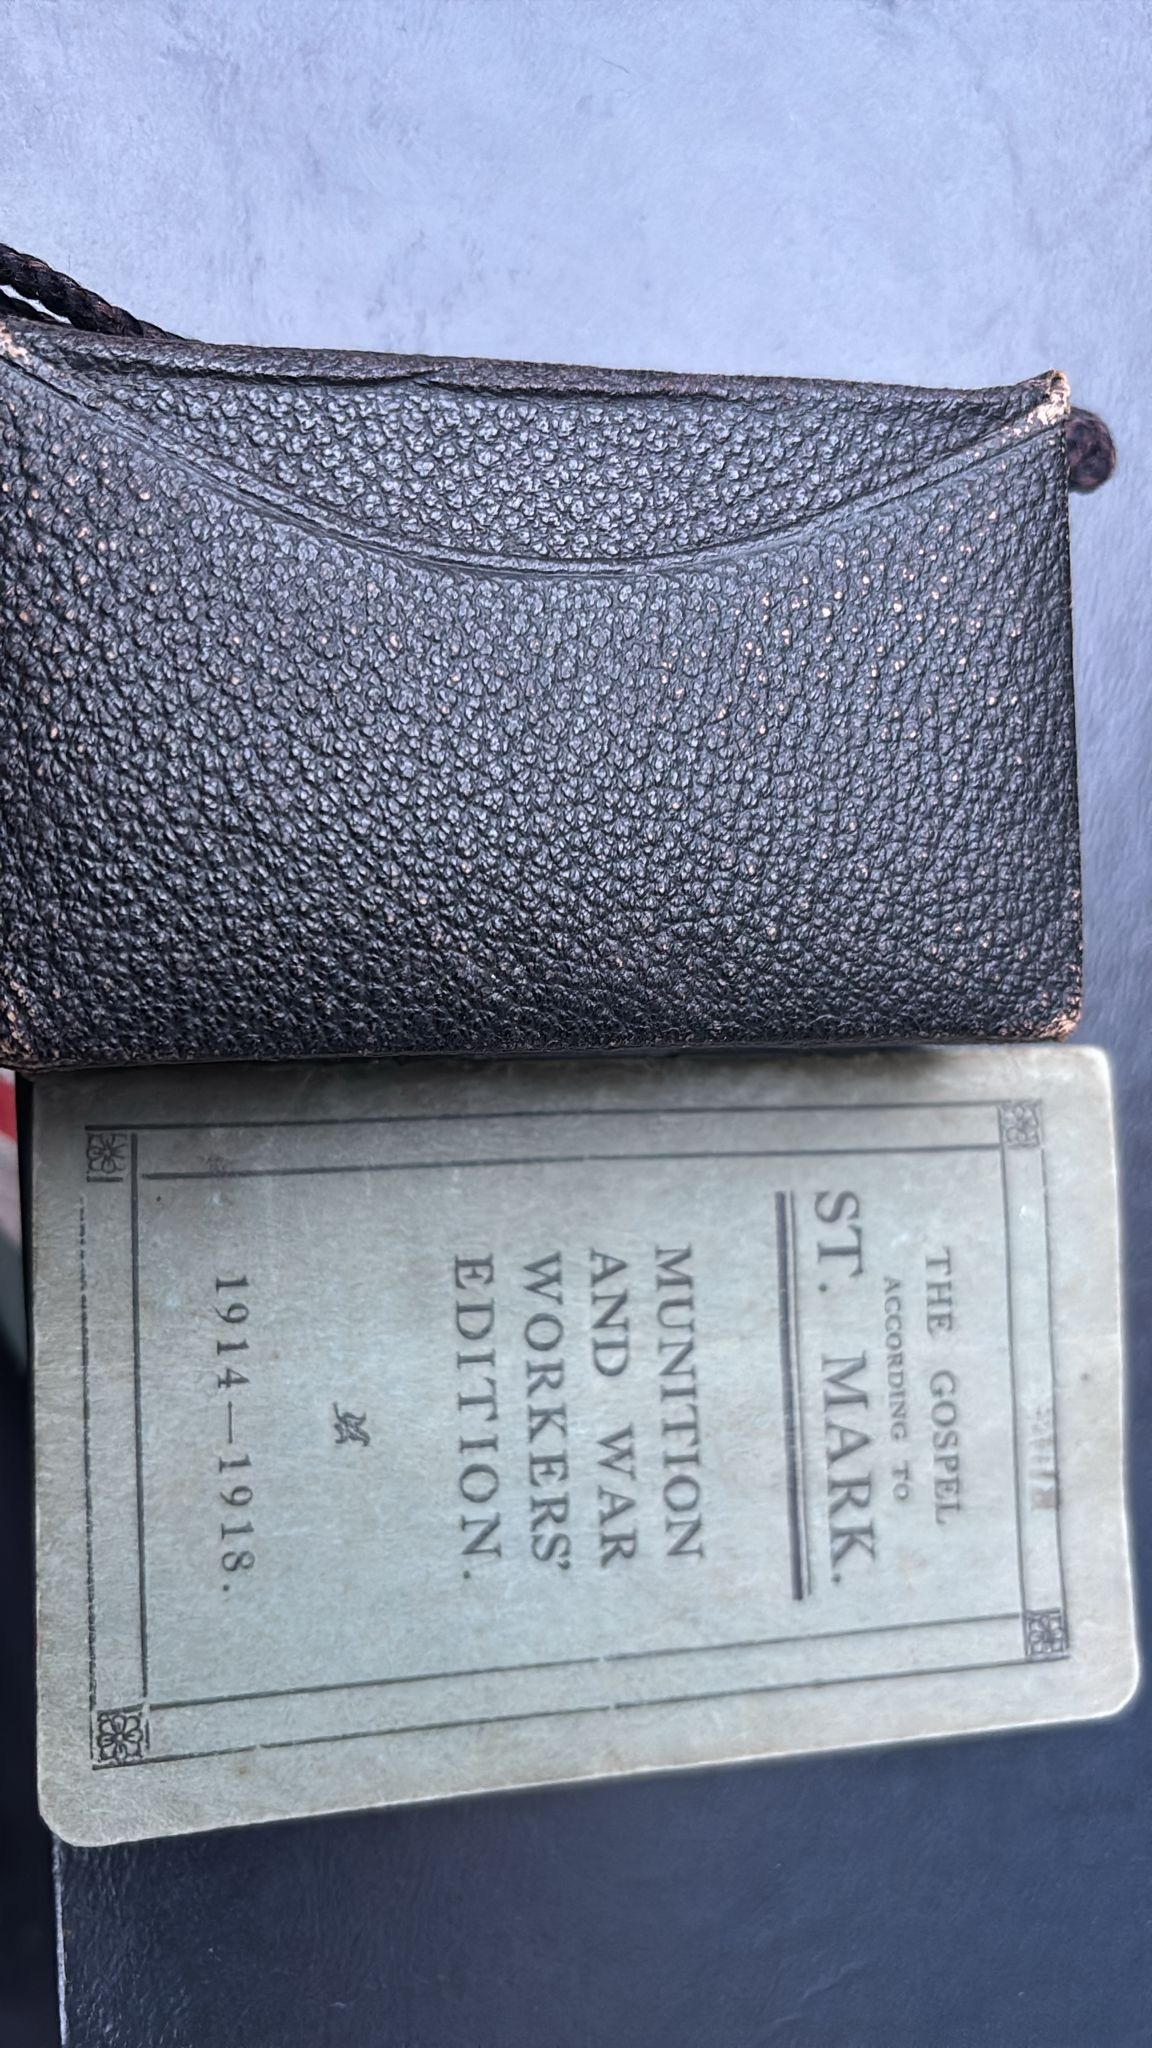 THE GOSPEL
ACCORDING TO
ST. MARK.
MUNITION
AND WAR
WORKERS'
EDITION.
1914—1918.